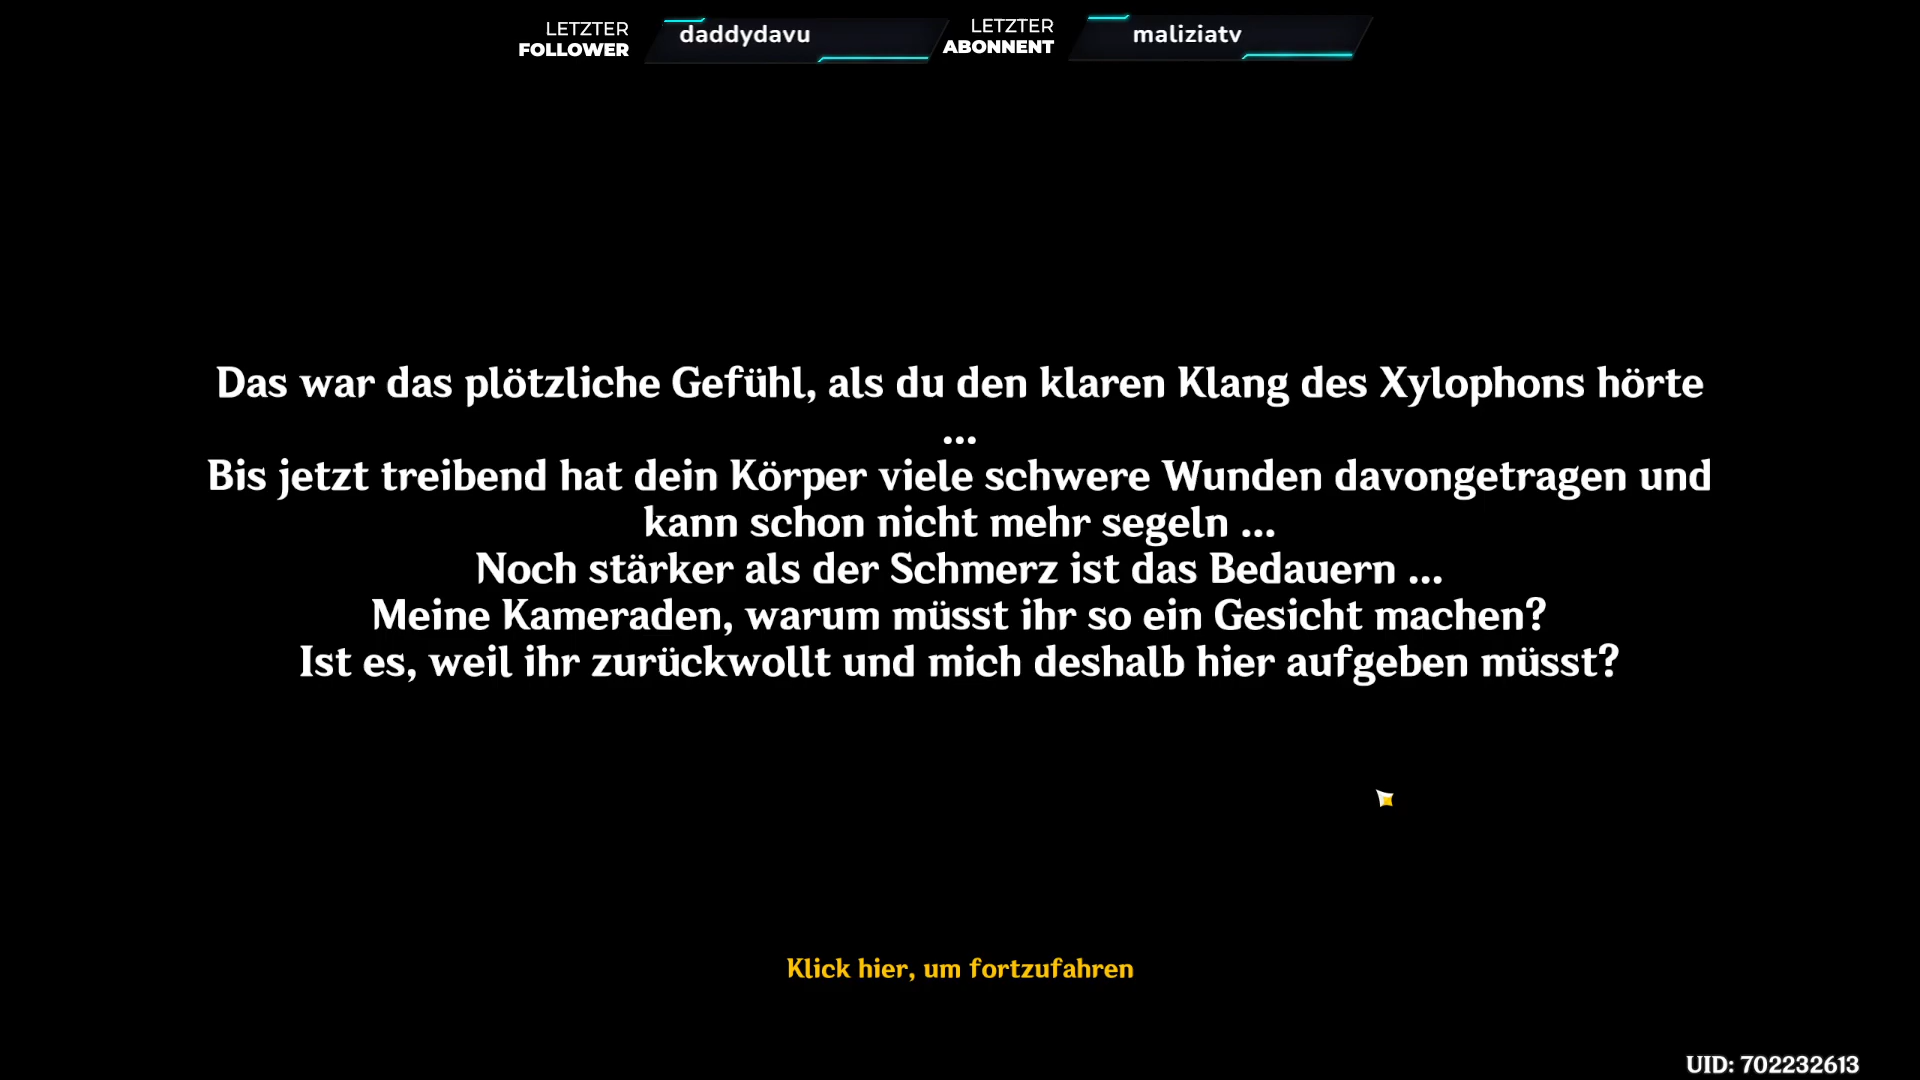 LETZTER
FOLLOWER
daddydavu
LETZTER
ABONNENT
maliziatv
Das war das plötzliche Gefühl, als du den klaren Klang des Xylophons hörte
...
Bis jetzt treibend hat dein Körper viele schwere Wunden davongetragen und
kann schon nicht mehr segeln ...
Noch stärker als der Schmerz ist das Bedauern ...
Meine Kameraden, warum müsst ihr so ein Gesicht machen?
Ist es, weil ihr zurückwollt und mich deshalb hier aufgeben müsst?
Klick hier, um fortzufahren
UID: 702232613